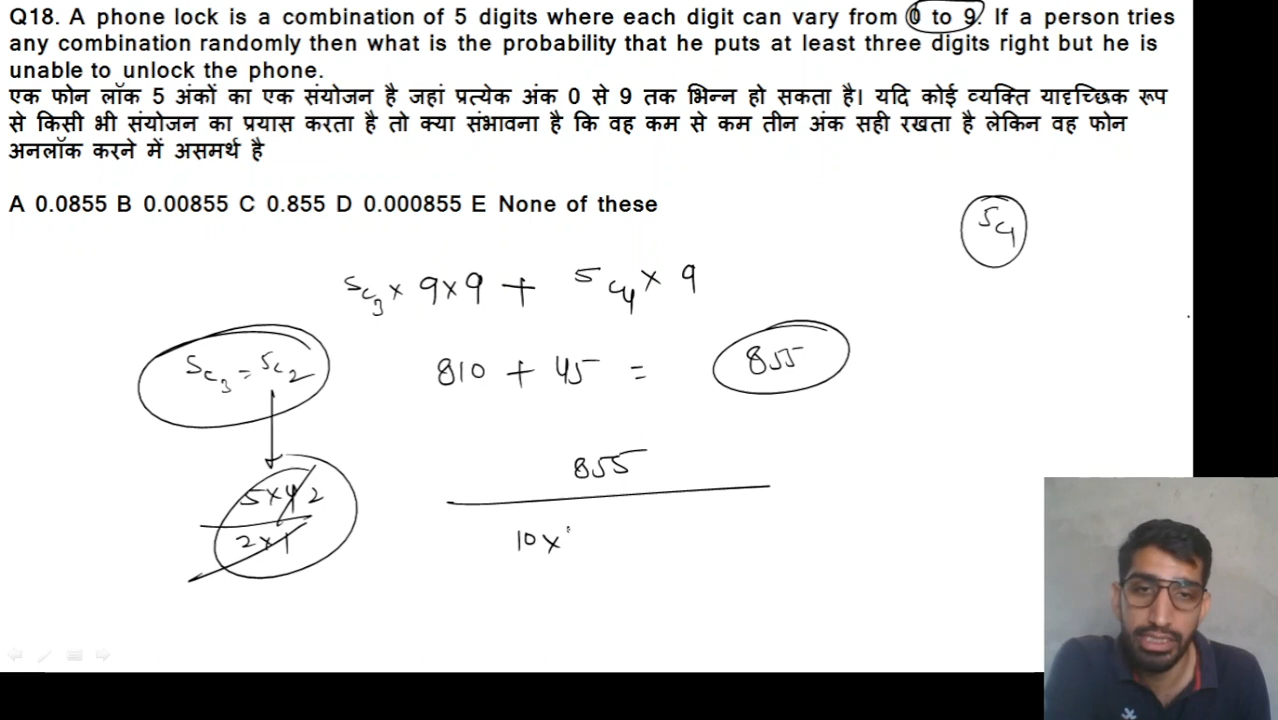 Q18. A phone lock is a combination of 5 digits where each digit can vary from 0 to 9. If a person tries
any combination randomly then what is the probability that he puts at least three digits right but he is
unable to unlock the phone.
एक फोन लॉक 5 अंकों का एक संयोजन है जहां प्रत्येक अंक 0 से 9 तक भिन्न हो सकता है। यदि कोई व्यक्ति यादृच्छिक रूप
से किसी भी संयोजन का प्रयास करता है तो क्या संभावना है कि वह कम से कम तीन अंक सही रखता है लेकिन वह फोन
अनलॉक करने में असमर्थ है
A 0.0855 B 0.00855 C 0.855 D 0.000855 E None of these
5C4
5C3 × 9×9 + 5C4 × 9
5C3 = 5C2
810 + 45 = 855
5×4 2
2×1
855
10×